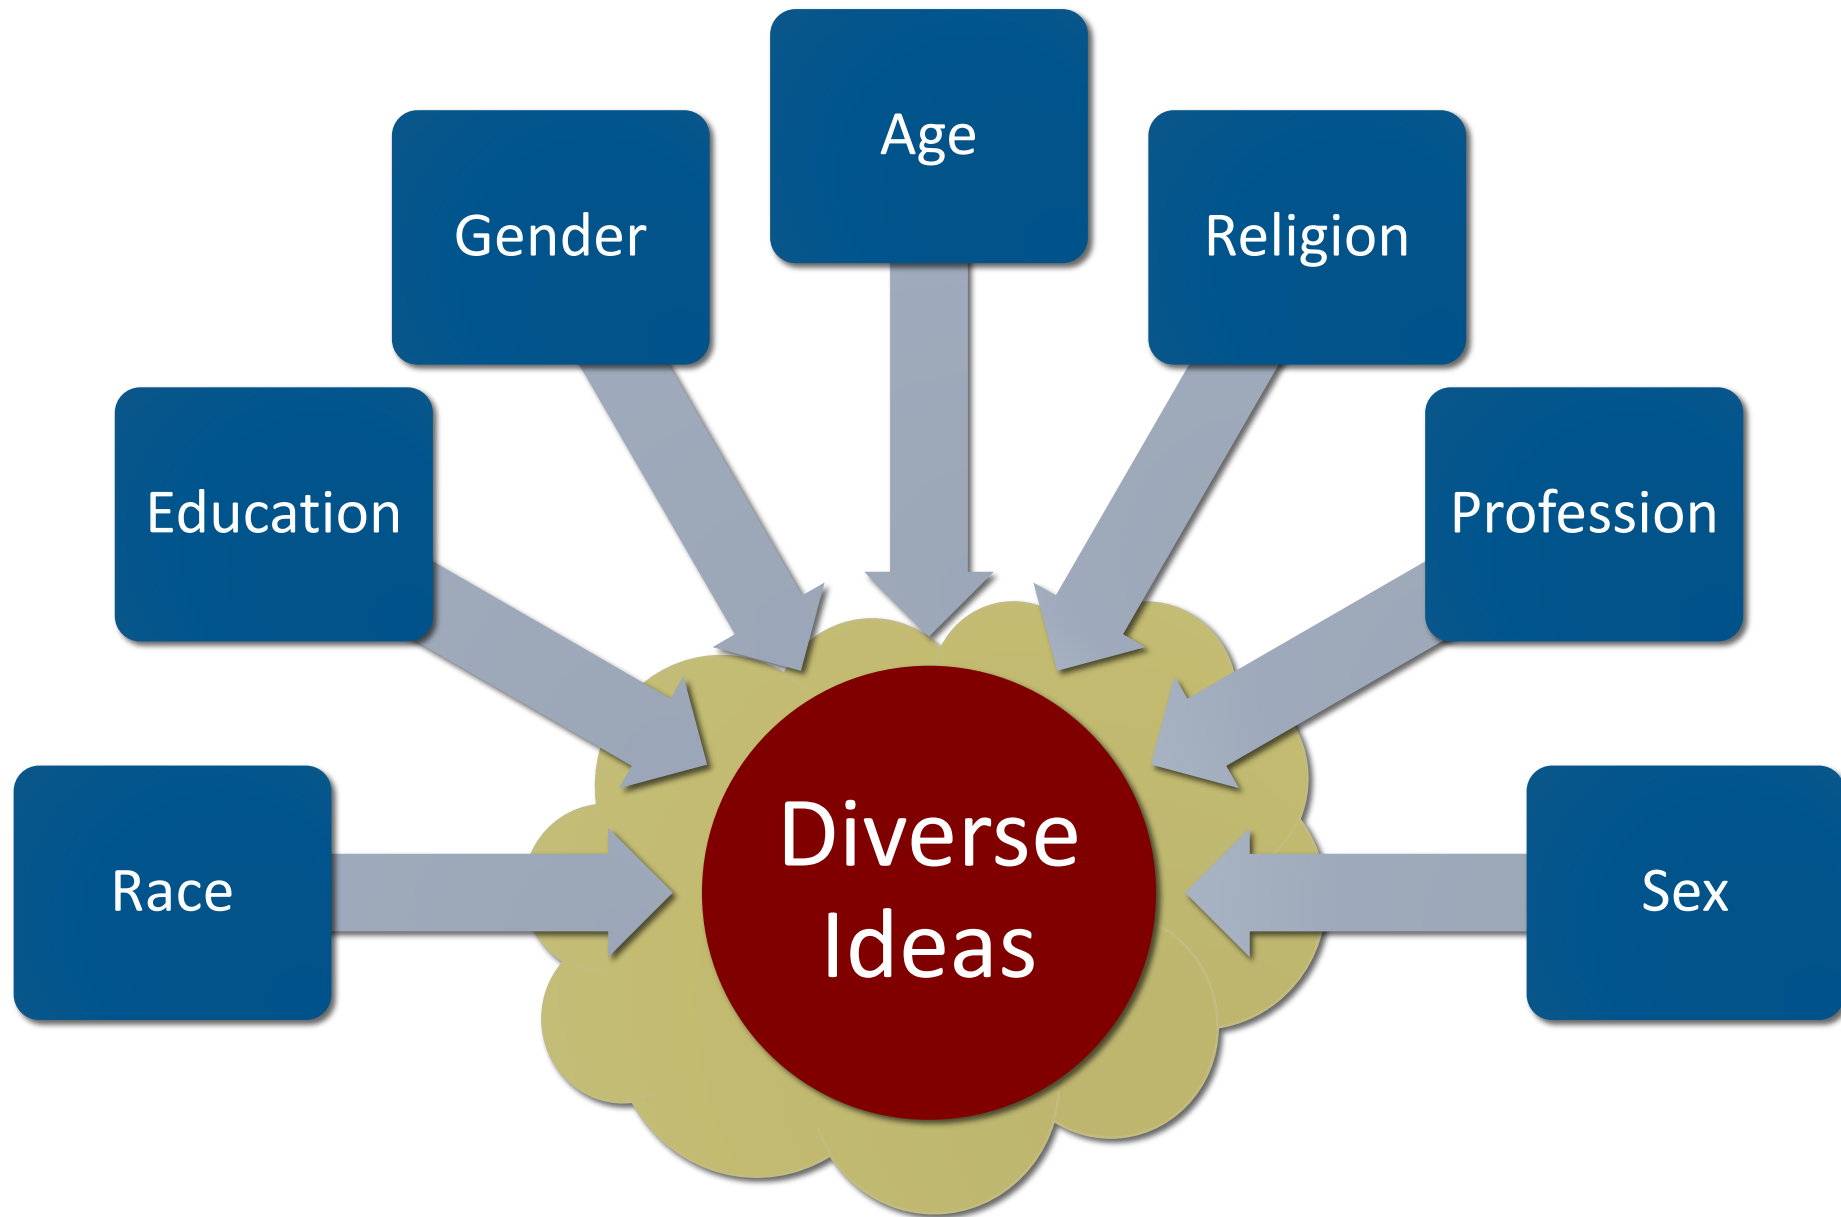 Age
Gender
Religion
Education
Profession
Diverse
Ideas
Race
Sex